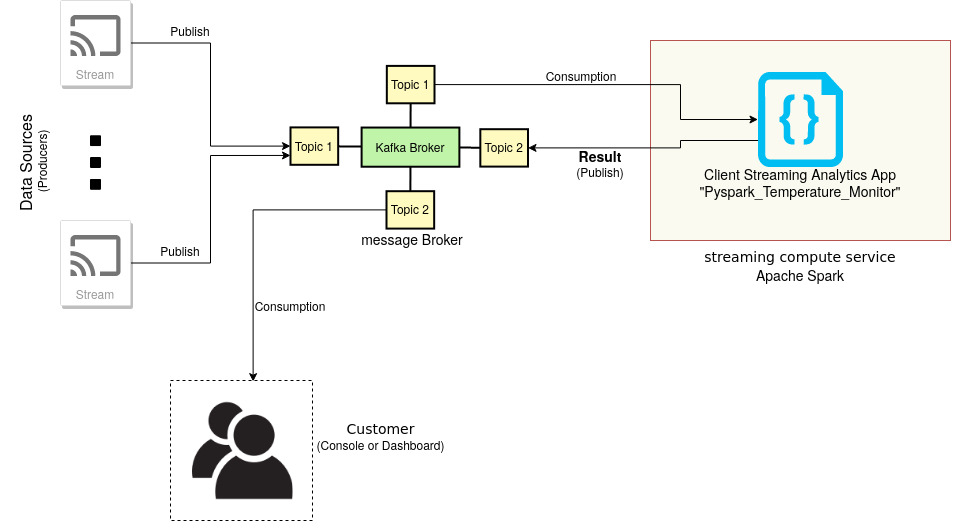 Stream
Publish
Data Sources
(Producers)
Stream
Publish
Topic 1
Topic 1
Kafka Broker
Topic 2
Topic 2
message Broker
Consumption
Result
(Publish)
Client Streaming Analytics App
"Pyspark_Temperature_Monitor"
streaming compute service
Apache Spark
Consumption
Customer
(Console or Dashboard)